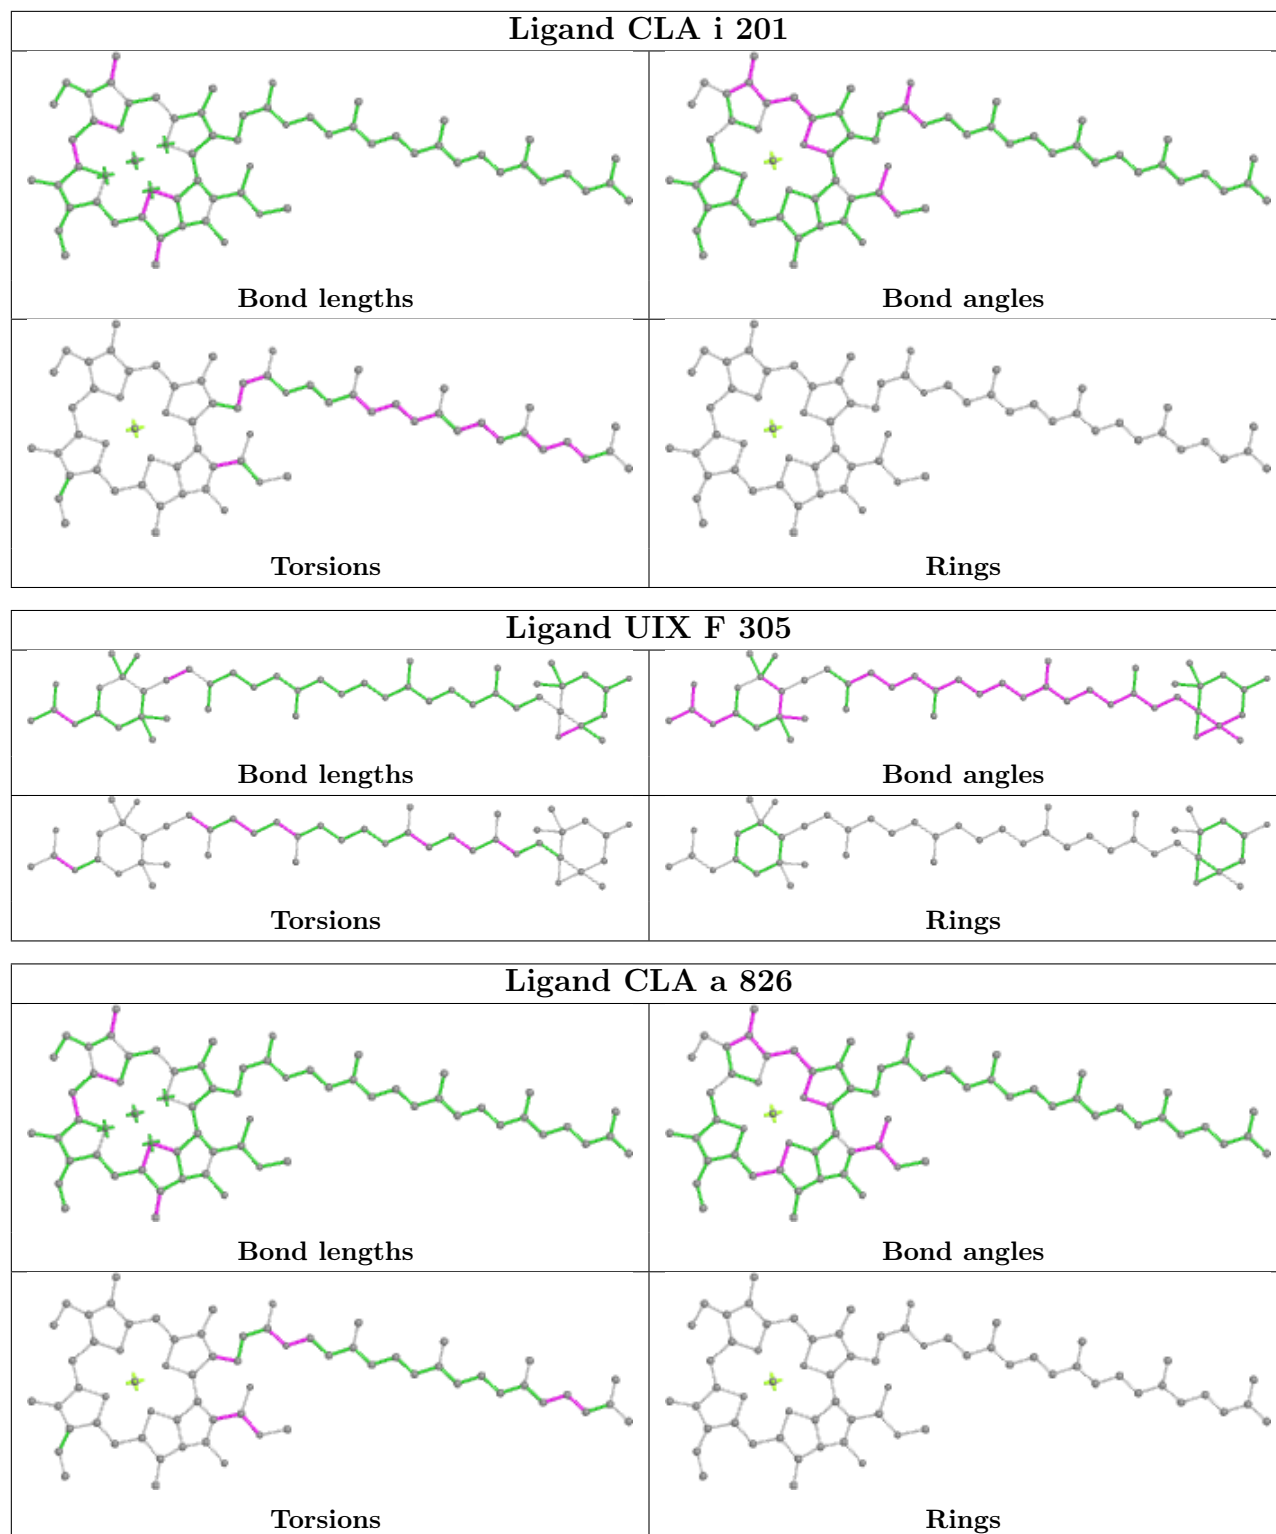 Ligand CLA i 201
Bond lengths
Bond angles
Torsions
Rings
Ligand UIX F 305
Bond lengths
Bond angles
Torsions
Rings
Ligand CLA a 826
Bond lengths
Bond angles
Torsions
Rings